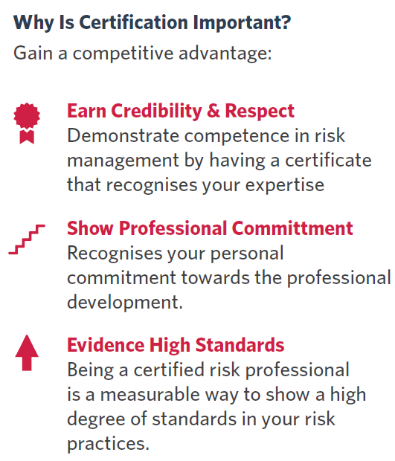 Why Is Certification Important?
Gain a competitive advantage:
Earn Credibility & Respect
Demonstrate competence in risk
management by having a certificate
that recognises your expertise
Show Professional Committment
Recognises your personal
commitment towards the professional
development.
Evidence High Standards
Being a certified risk professional
is a measurable way to show a high
degree of standards in your risk
practices.